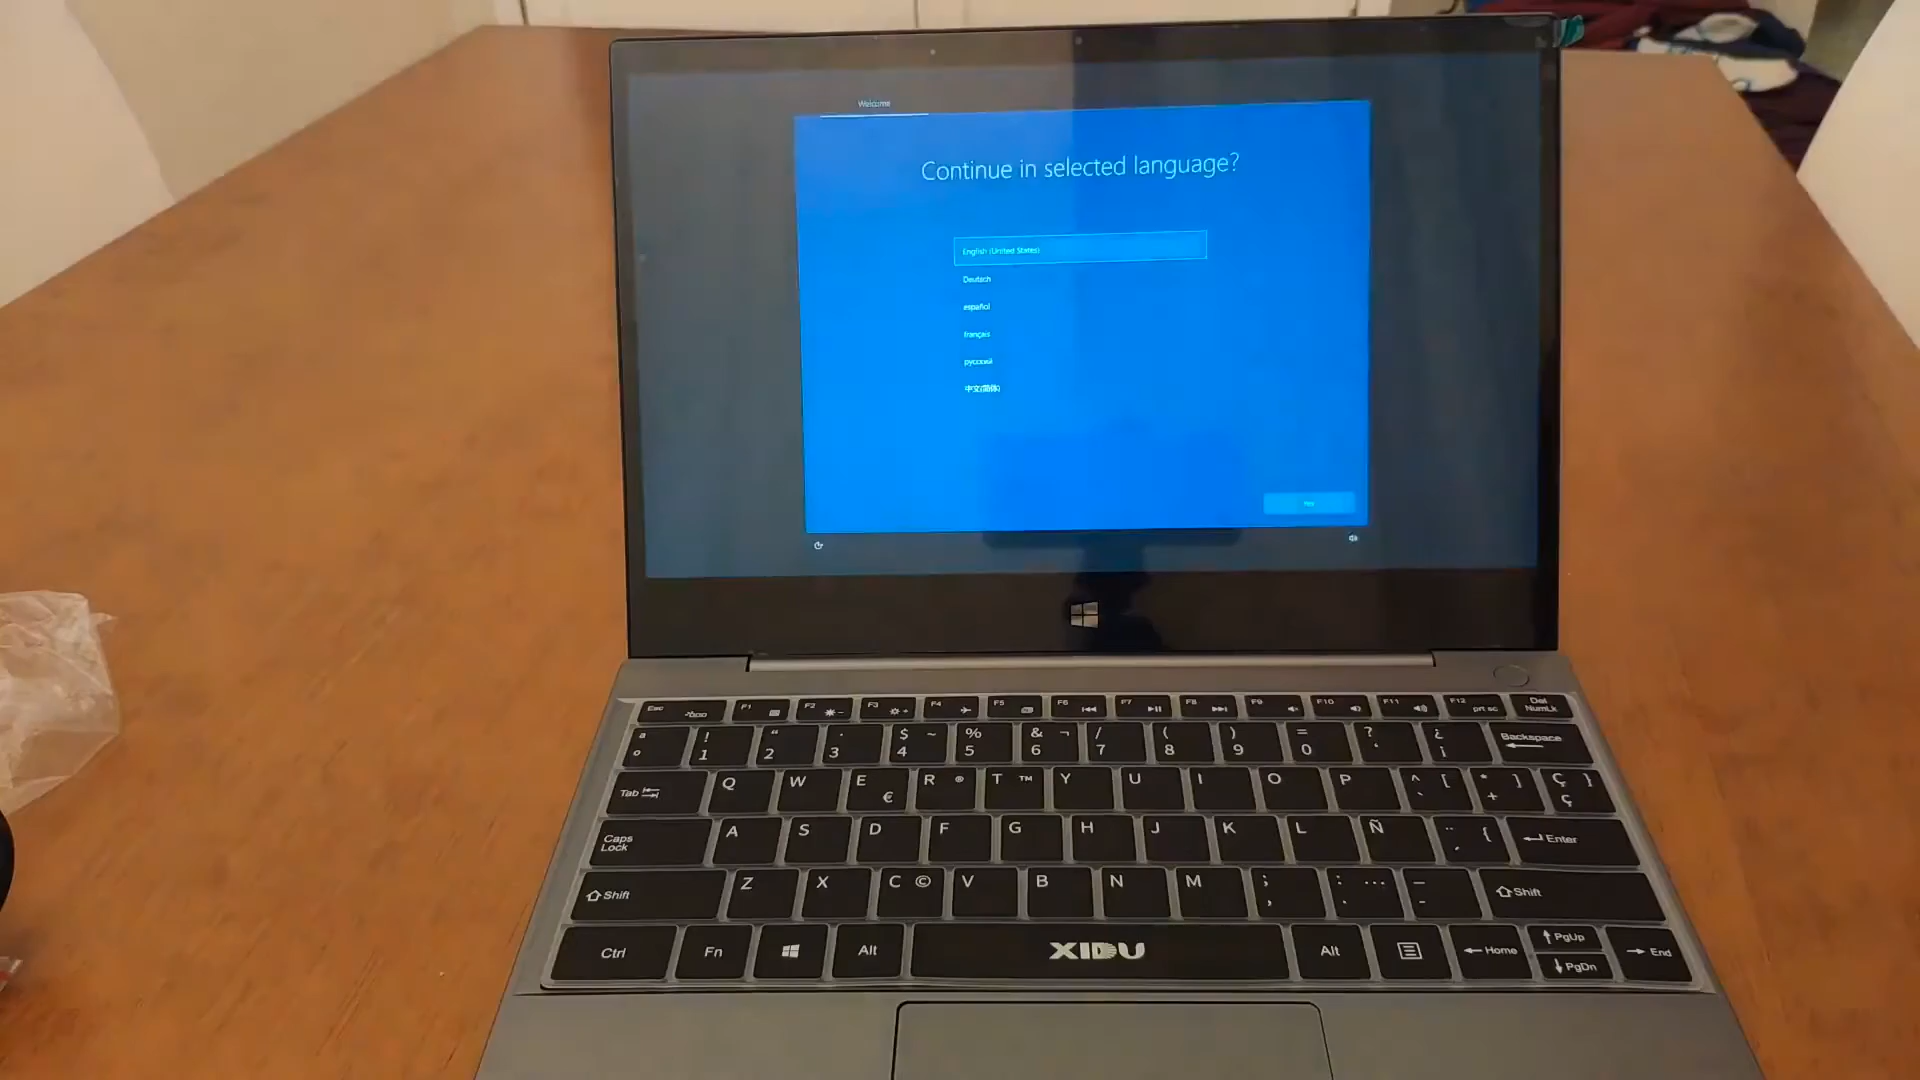 Welcome
Continue in selected language?
English (United States)
Deutsch
español
français
русский
中文(简体)
Yes
Esc F1 F2 F3 F4 F5 F6 F7 F8 F9 F10 F11 F12 prt sc Del NumLk
a o ! 1 “ 2 · 3 $ ~ 4 % 5 & ¬ 6 / 7 ( 8 ) 9 = 0 ? ‘ ¿ ¡ Backspace
Tab Q W E € R ® T ™ Y U I O P ^ [ ` * ] + Ç } ç
Caps Lock A S D F G H J K L Ñ ¨ { ´ Enter
Shift Z X C © V B N M ; , : … . – - Shift
Ctrl Fn Alt XIDU Alt Home PgUp PgDn End